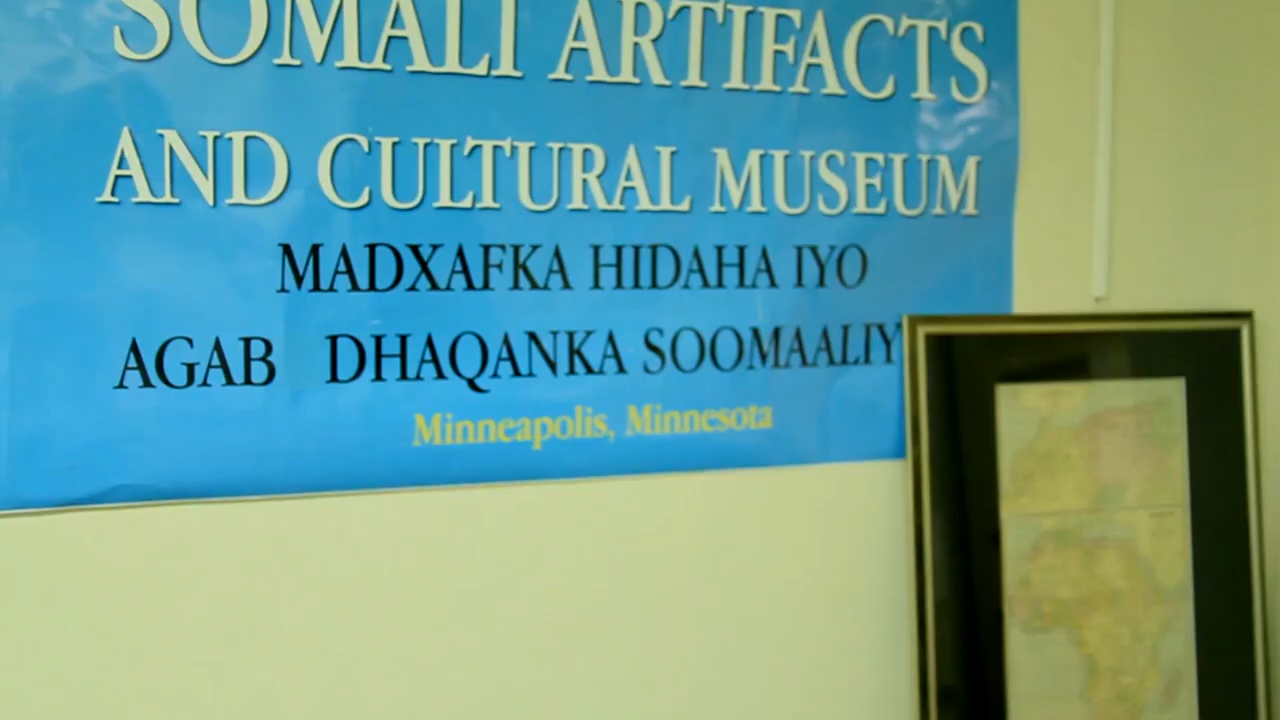 SOMALI ARTIFACTS
AND CULTURAL MUSEUM
MADXAFKA HIDAHA IYO
AGAB DHAQANKA SOOMAALIY
Minneapolis, Minnesota